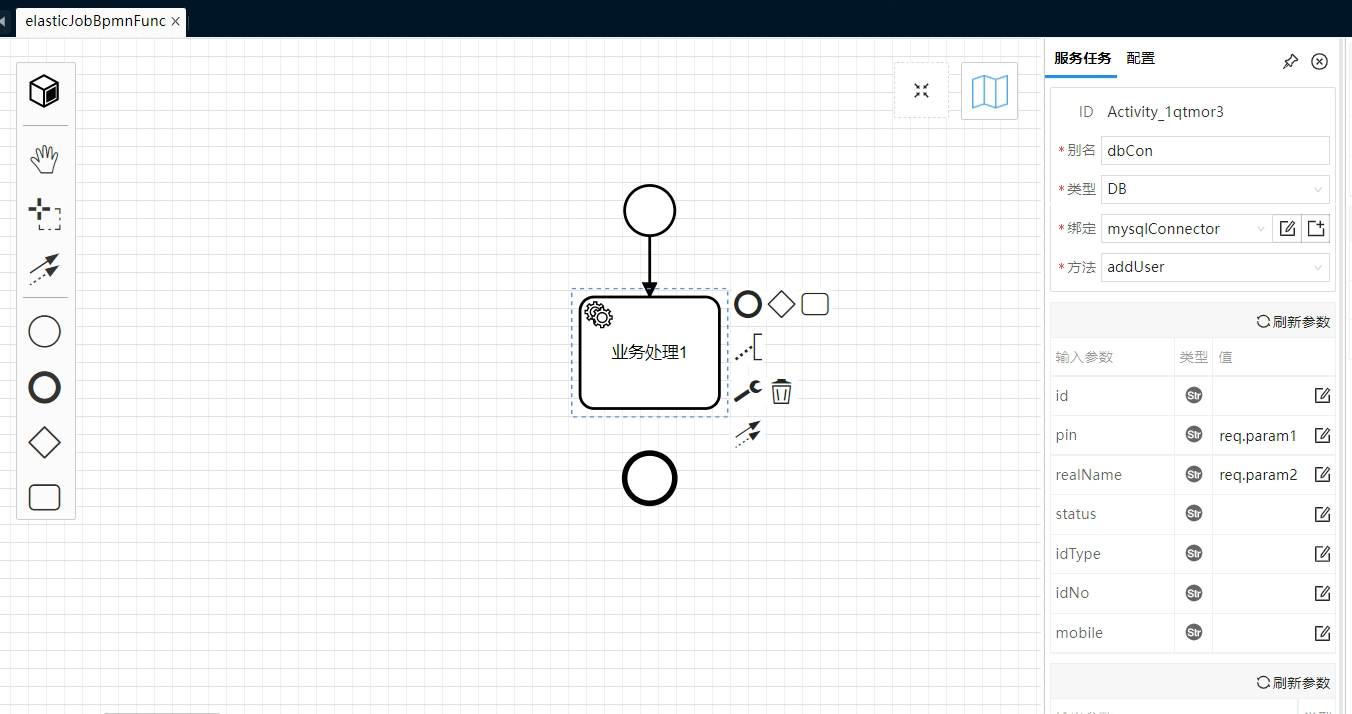 elasticJobBpmnFunc
服务任务 配置
ID Activity_1qtmor3
*别名 dbCon
*类型 DB
*绑定 mysqlConnector
*方法 addUser
刷新参数
输入参数 类型 值
id Str
pin Str req.param1
realName Str req.param2
status Str
idType Str
idNo Str
mobile Str
刷新参数
业务处理1